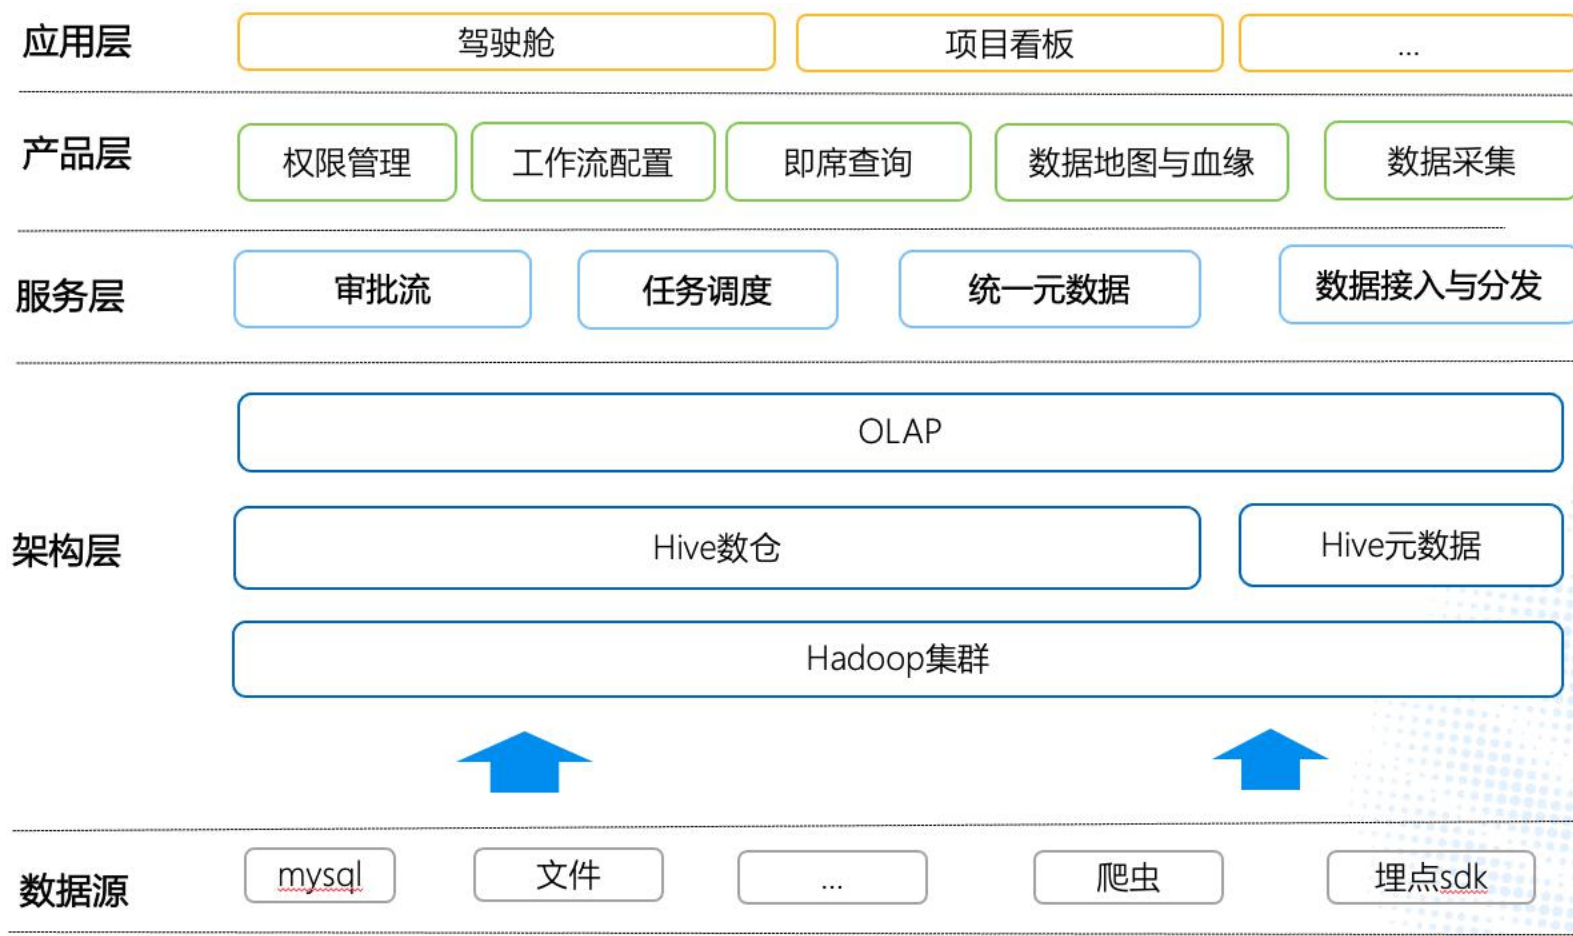 应用层
驾驶舱
项目看板
...
产品层
权限管理
工作流配置
即席查询
数据地图与血缘
数据采集
服务层
审批流
任务调度
统一元数据
数据接入与分发
架构层
OLAP
Hive数仓
Hive元数据
Hadoop集群
数据源
mysql
文件
...
爬虫
埋点sdk